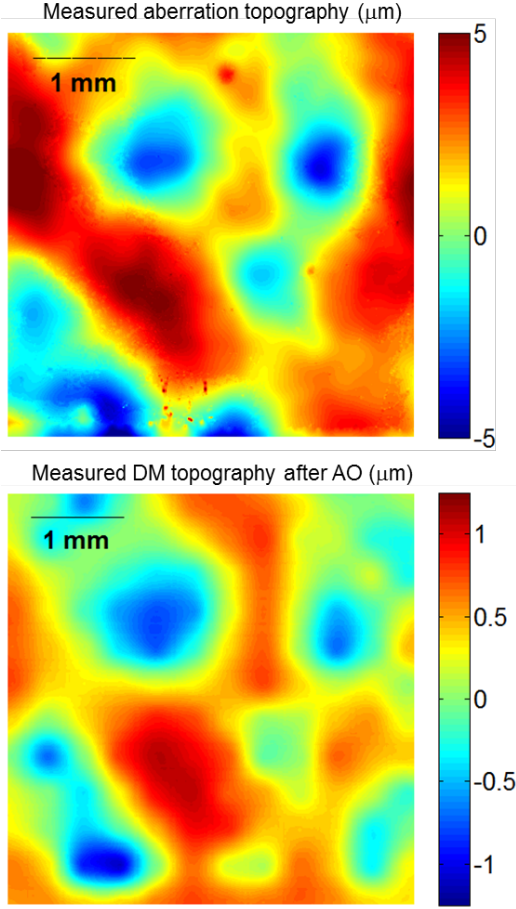 Measured aberration topography (μm)
1 mm
5
0
-5
Measured DM topography after AO (μm)
1 mm
1
0.5
0
-0.5
-1